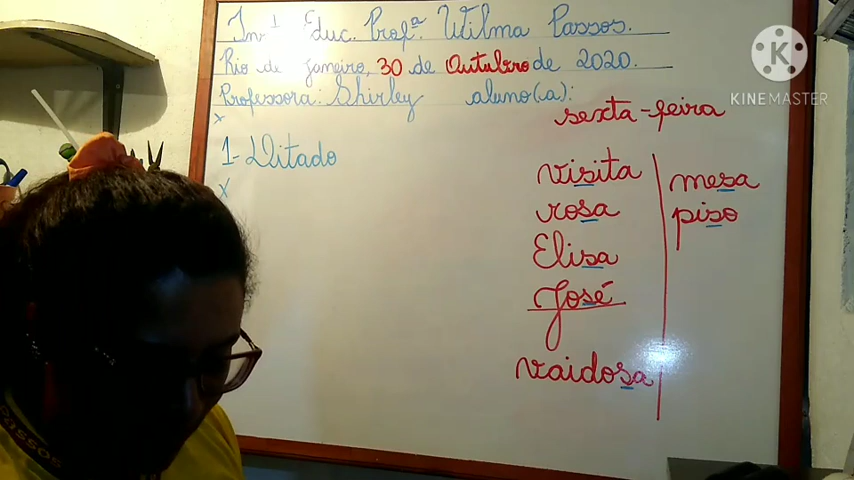 Inˢᵗ Educ. Profª Wilma Passos.
Rio de janeiro, 30 de Outubro de 2020.
Professora: Shirley aluno(a):
x
sexta-feira
1- Ditado
x
visita
rosa
Elisa
José
vaidosa
mesa
piso
Passos
KINEMASTER